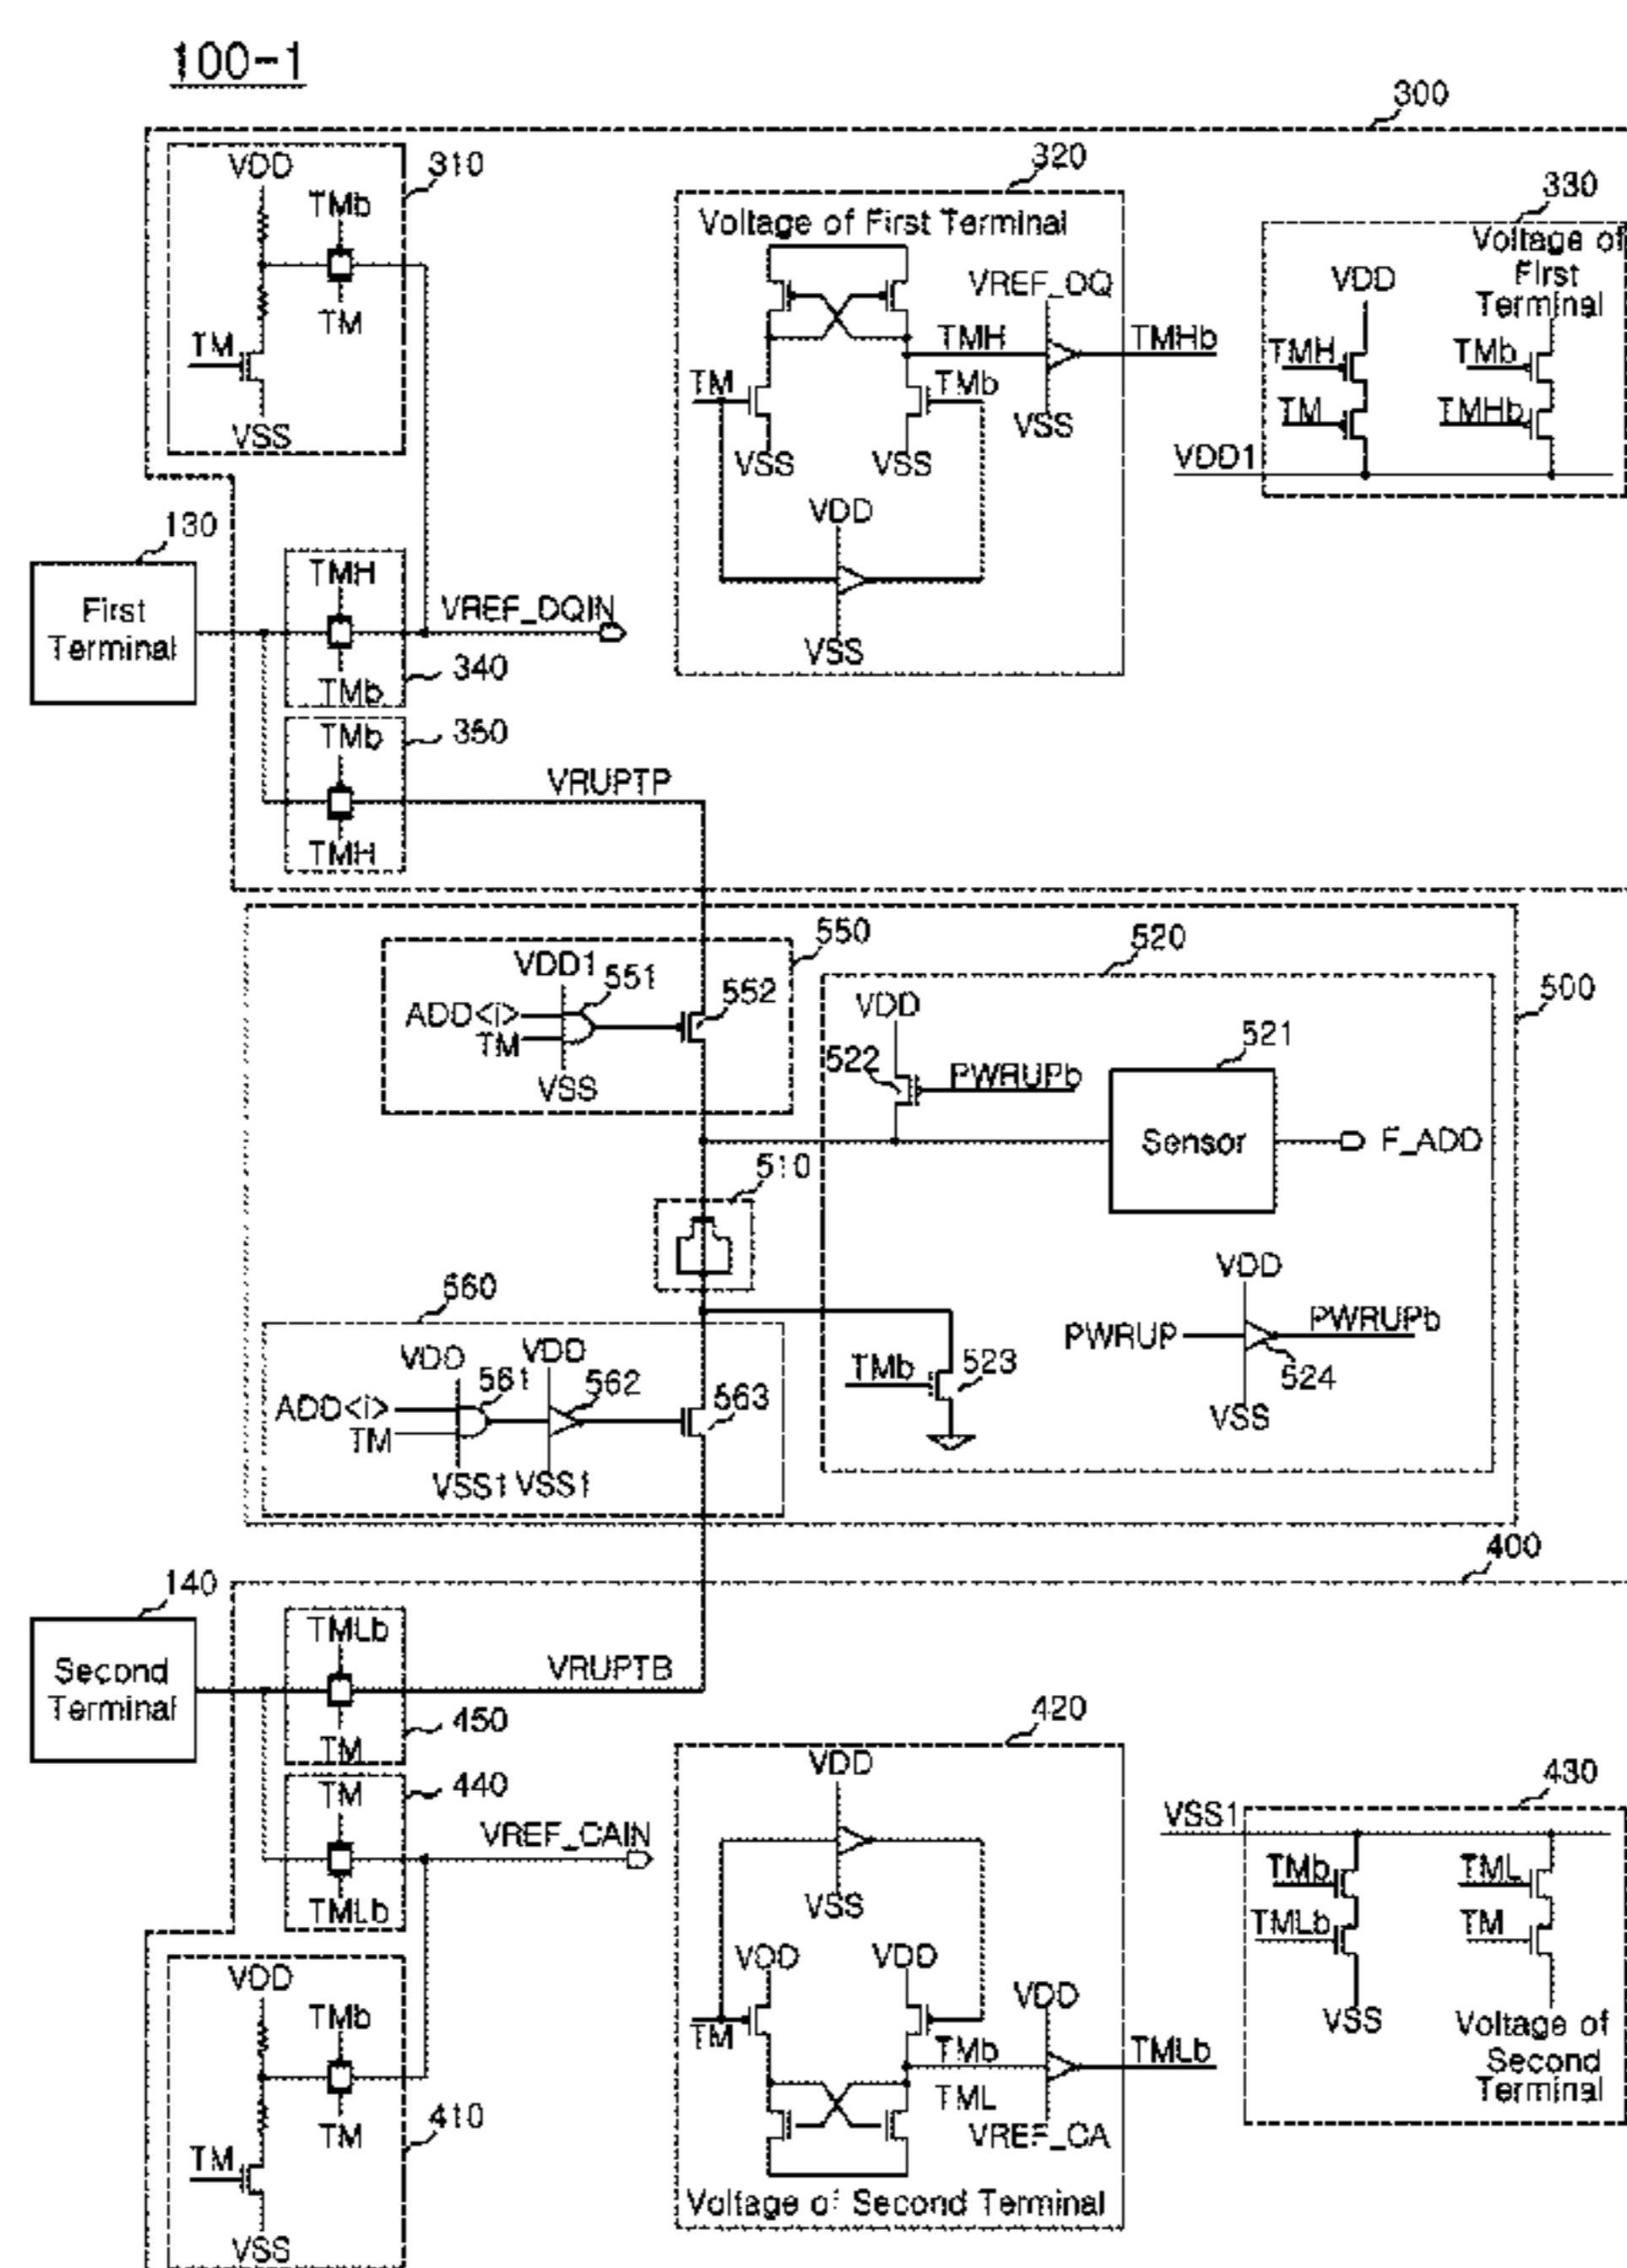 100-1
300
310
VDD
TMb
TM
TM
VSS
320
Voltage of First Terminal
VREF_DQ
TMH
TMHb
TM
TMb
VSS
VSS
VSS
VDD
VSS
330
Voltage of
First
Terminal
VDD
TMH
TMb
TM
TMHb
VDD1
130
First
Terminal
TMH
TMb
340
VREF_DQIN
TMb
350
TMH
VRUPTP
550
VDD1
551
552
ADD<i>
TM
VSS
520
500
VDD
522
PWRUPb
521
Sensor
F_ADD
510
VDD
PWRUP
PWRUPb
524
VSS
TMb
523
560
VDD
561
VDD
562
563
ADD<i>
TM
VSS1
VSS1
400
140
Second
Terminal
TMLb
TM
450
VRUPTB
TM
440
TMLb
VREF_CAIN
VDD
TMb
TM
410
TM
VSS
420
VDD
VSS
VDD
VDD
VDD
TM
TMb
TMLb
TML
VREF_CA
Voltage of Second Terminal
430
VSS1
TMb
TML
TMLb
TM
VSS
Voltage of
Second
Terminal